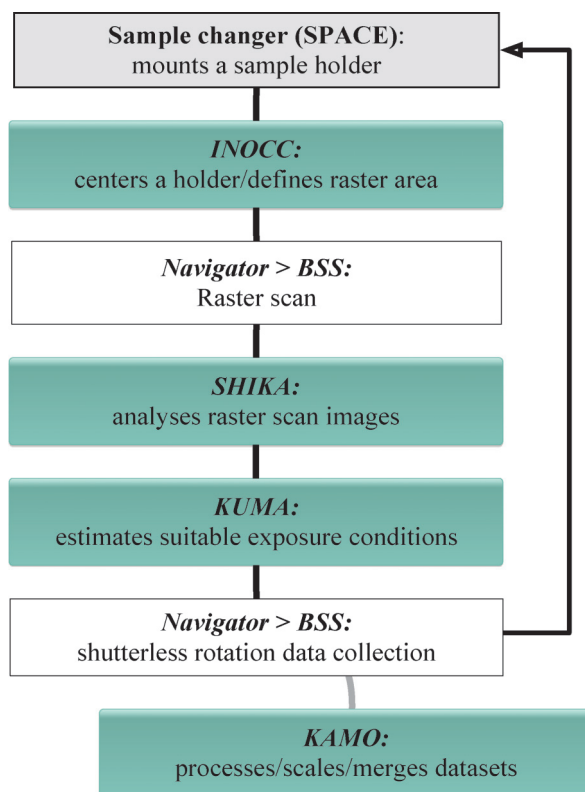 Sample changer (SPACE):
mounts a sample holder
INOCC:
centers a holder/defines raster area
Navigator > BSS:
Raster scan
SHIKA:
analyses raster scan images
KUMA:
estimates suitable exposure conditions
Navigator > BSS:
shutterless rotation data collection
KAMO:
processes/scales/merges datasets